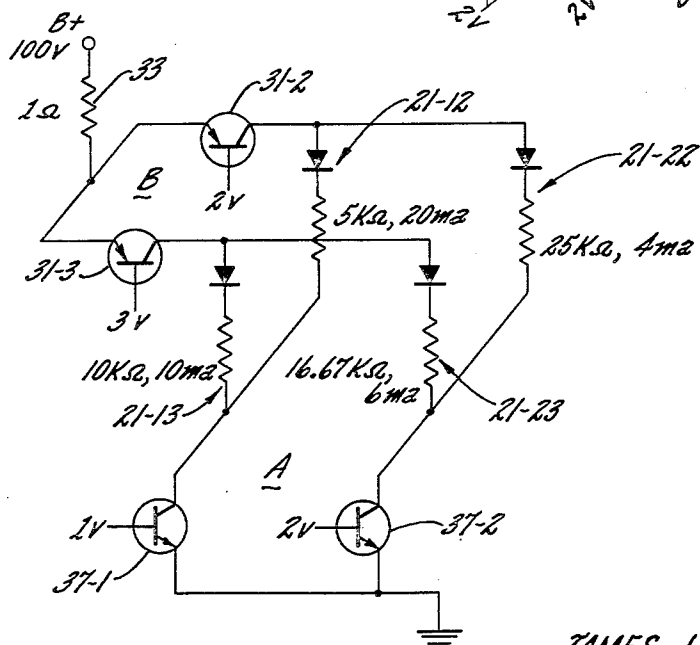 B+
100V
33
1Ω
31-2
21-12
21-22
B
2V
5KΩ, 20ma
25KΩ, 4ma
31-3
3V
10KΩ, 10ma
16.67KΩ,
6ma
21-13
21-23
A
1V
2V
37-2
37-1